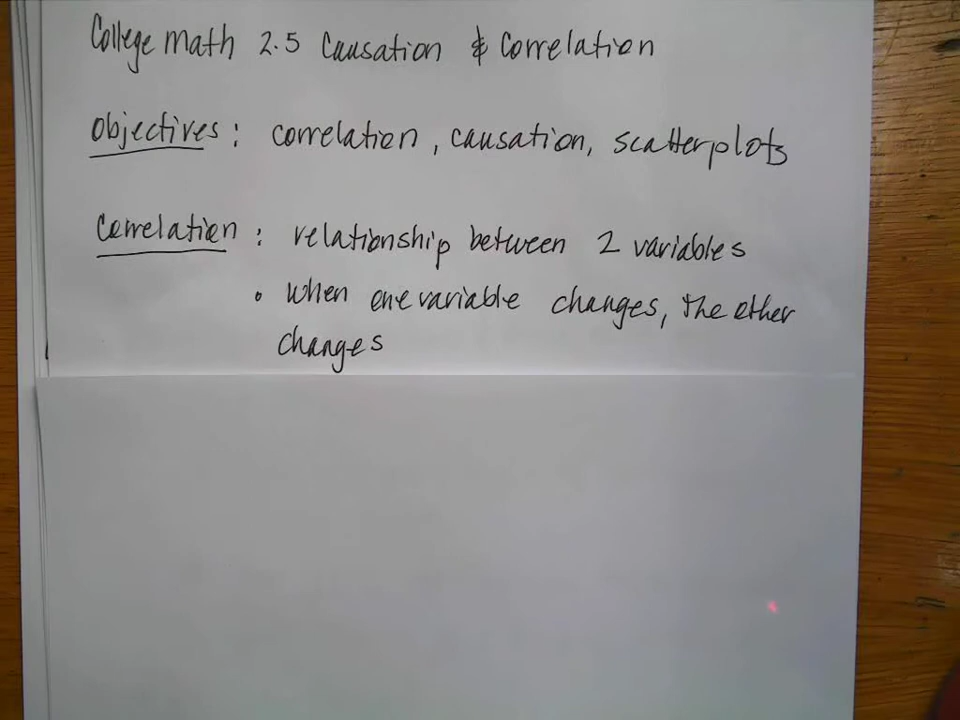 College math 2.5 Causation & Correlation
Objectives: correlation, causation, scatterplots
Correlation: relationship between 2 variables
• When one variable changes, the other
changes